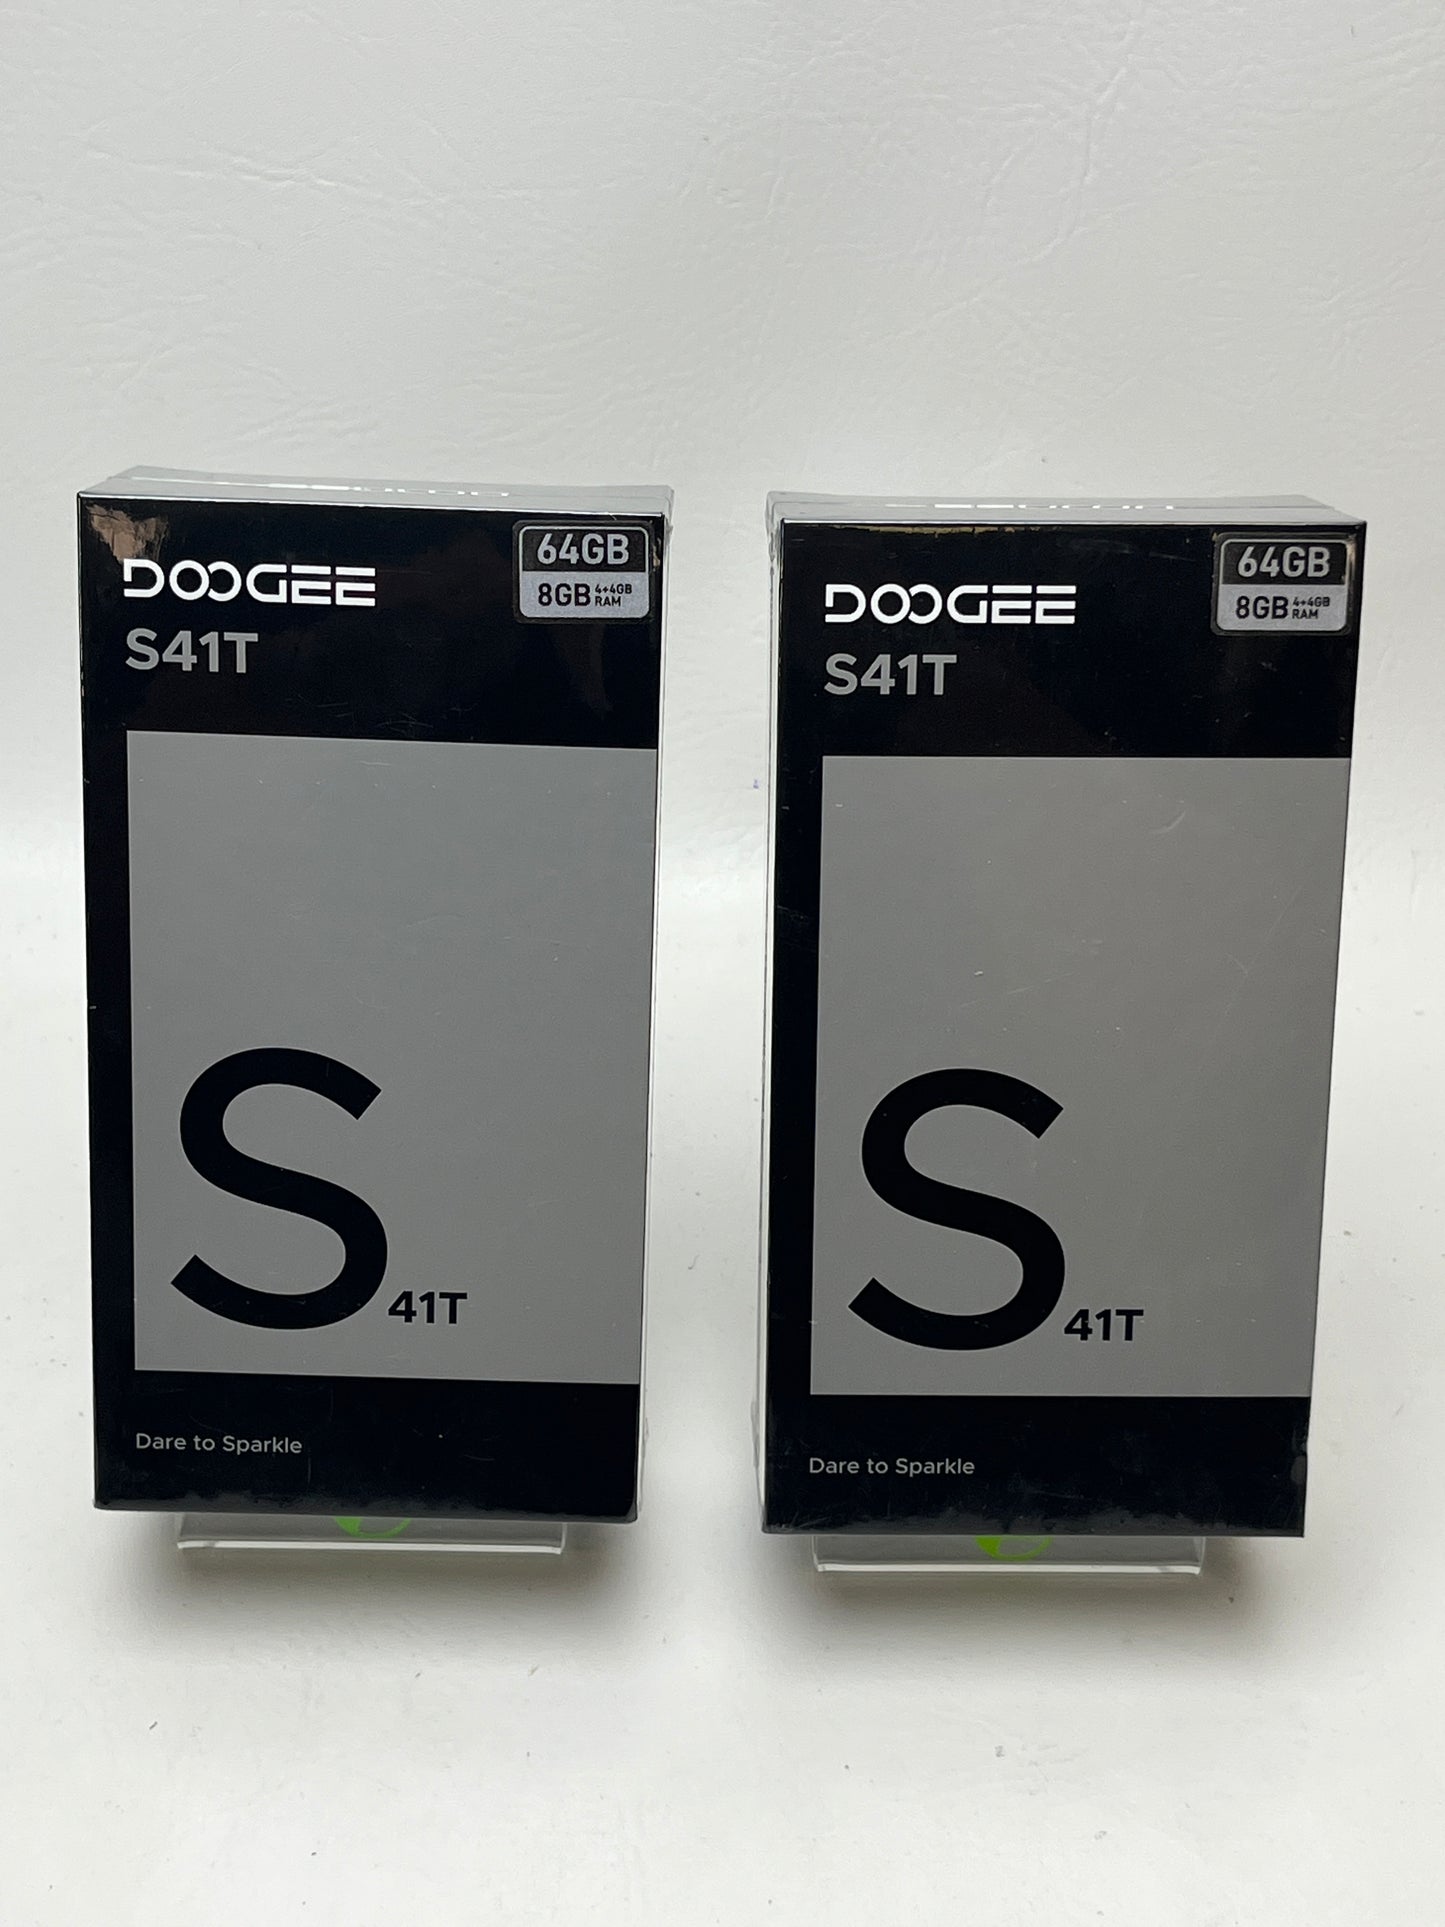 DOOGEE
S41T
64GB
8GB 4+4GB RAM
S 41T
Dare to Sparkle
DOOGEE
S41T
64GB
8GB 4+4GB RAM
S 41T
Dare to Sparkle